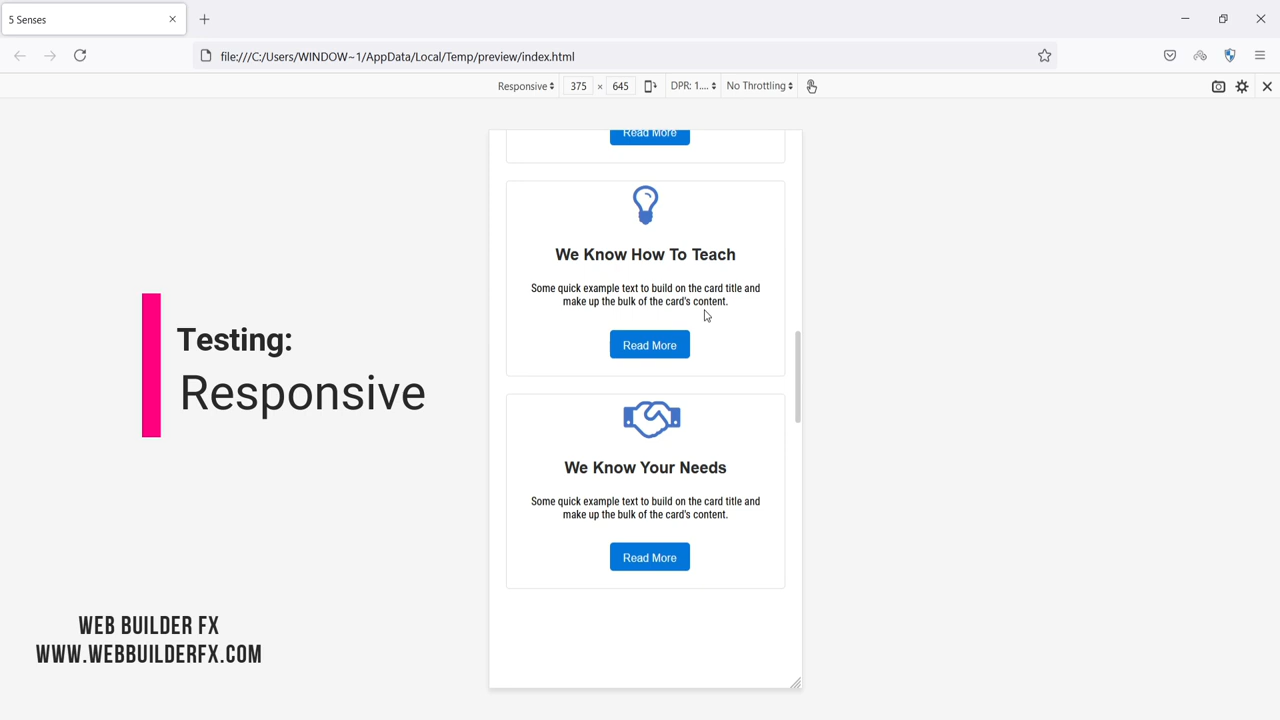 5 Senses
file:///C:/Users/WINDOW~1/AppData/Local/Temp/preview/index.html
Responsive 375 × 645 DPR: 1.... No Throttling
Read More
We Know How To Teach
Some quick example text to build on the card title and
make up the bulk of the card's content.
Read More
We Know Your Needs
Some quick example text to build on the card title and
make up the bulk of the card's content.
Read More
Testing:
Responsive
WEB BUILDER FX
WWW.WEBBUILDERFX.COM